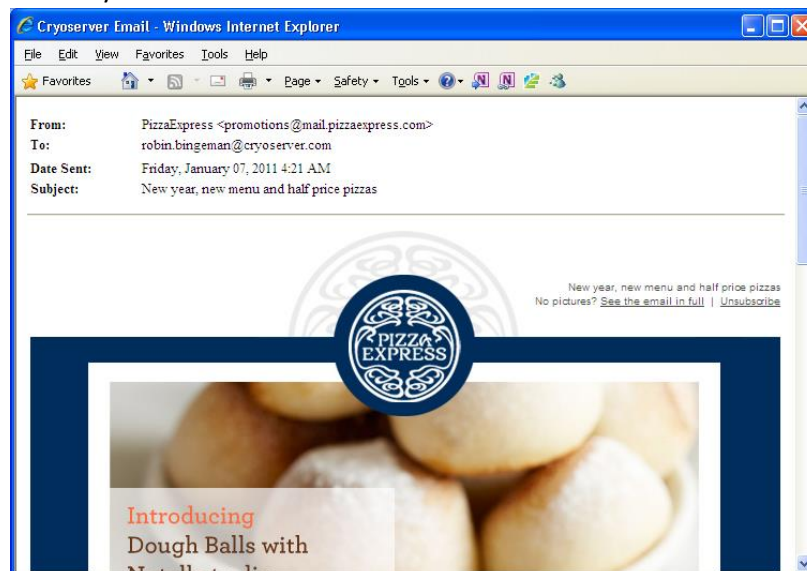 Cryoserver Email - Windows Internet Explorer
File Edit View Favorites Tools Help
Favorites Page Safety Tools
From: PizzaExpress <promotions@mail.pizzaexpress.com>
To: robin.bingeman@cryoserver.com
Date Sent: Friday, January 07, 2011 4:21 AM
Subject: New year, new menu and half price pizzas
New year, new menu and half price pizzas
No pictures? See the email in full | Unsubscribe
PIZZA
EXPRESS
Introducing
Dough Balls with